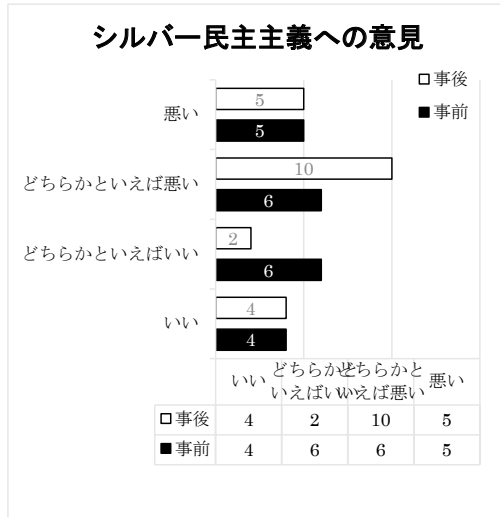 シルバー民主主義への意見
□事後
■事前
悪い
5
5
どちらかといえば悪い
10
6
どちらかといえばいい
2
6
いい
4
4
いい どちらかといえばいい どちらかといえば悪い 悪い
□事後 4 2 10 5
■事前 4 6 6 5